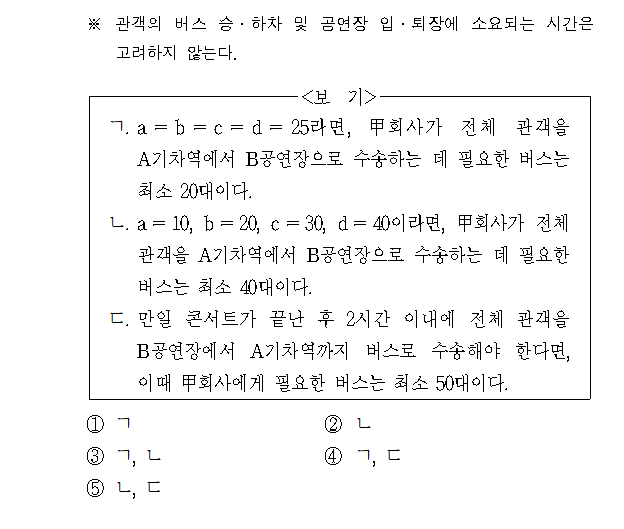 ※ 관객의 버스 승·하차 및 공연장 입·퇴장에 소요되는 시간은
고려하지 않는다.
<보 기>
ㄱ. a = b = c = d = 25라면, 甲회사가 전체 관객을
A기차역에서 B공연장으로 수송하는 데 필요한 버스는
최소 20대이다.
ㄴ. a = 10, b = 20, c = 30, d = 40이라면, 甲회사가 전체
관객을 A기차역에서 B공연장으로 수송하는 데 필요한
버스는 최소 40대이다.
ㄷ. 만일 콘서트가 끝난 후 2시간 이내에 전체 관객을
B공연장에서 A기차역까지 버스로 수송해야 한다면,
이때 甲회사에게 필요한 버스는 최소 50대이다.
① ㄱ ② ㄴ
③ ㄱ, ㄴ ④ ㄱ, ㄷ
⑤ ㄴ, ㄷ